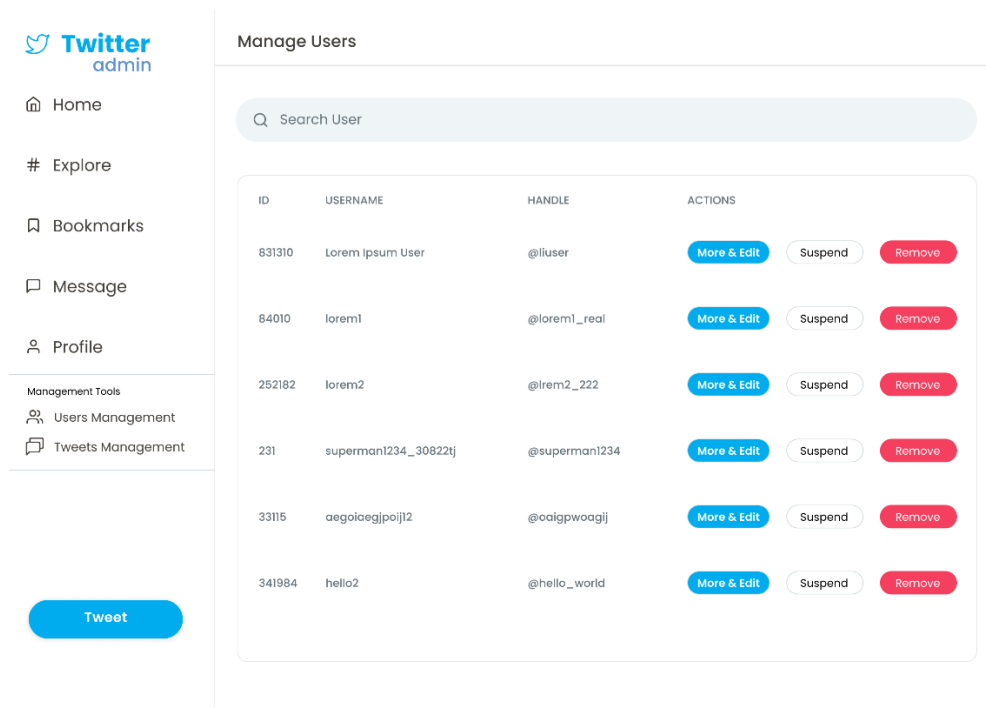 Twitter
admin
Home
Explore
Bookmarks
Message
Profile
Management Tools
Users Management
Tweets Management
Tweet
Manage Users
Search User
ID USERNAME HANDLE ACTIONS
831310 Lorem Ipsum User @liuser More & Edit Suspend Remove
84010 lorem1 @lorem1_real More & Edit Suspend Remove
252182 lorem2 @lrem2_222 More & Edit Suspend Remove
231 superman1234_30822tj @superman1234 More & Edit Suspend Remove
33115 aegoiaegjpoij12 @oaigpwoagij More & Edit Suspend Remove
341984 hello2 @hello_world More & Edit Suspend Remove